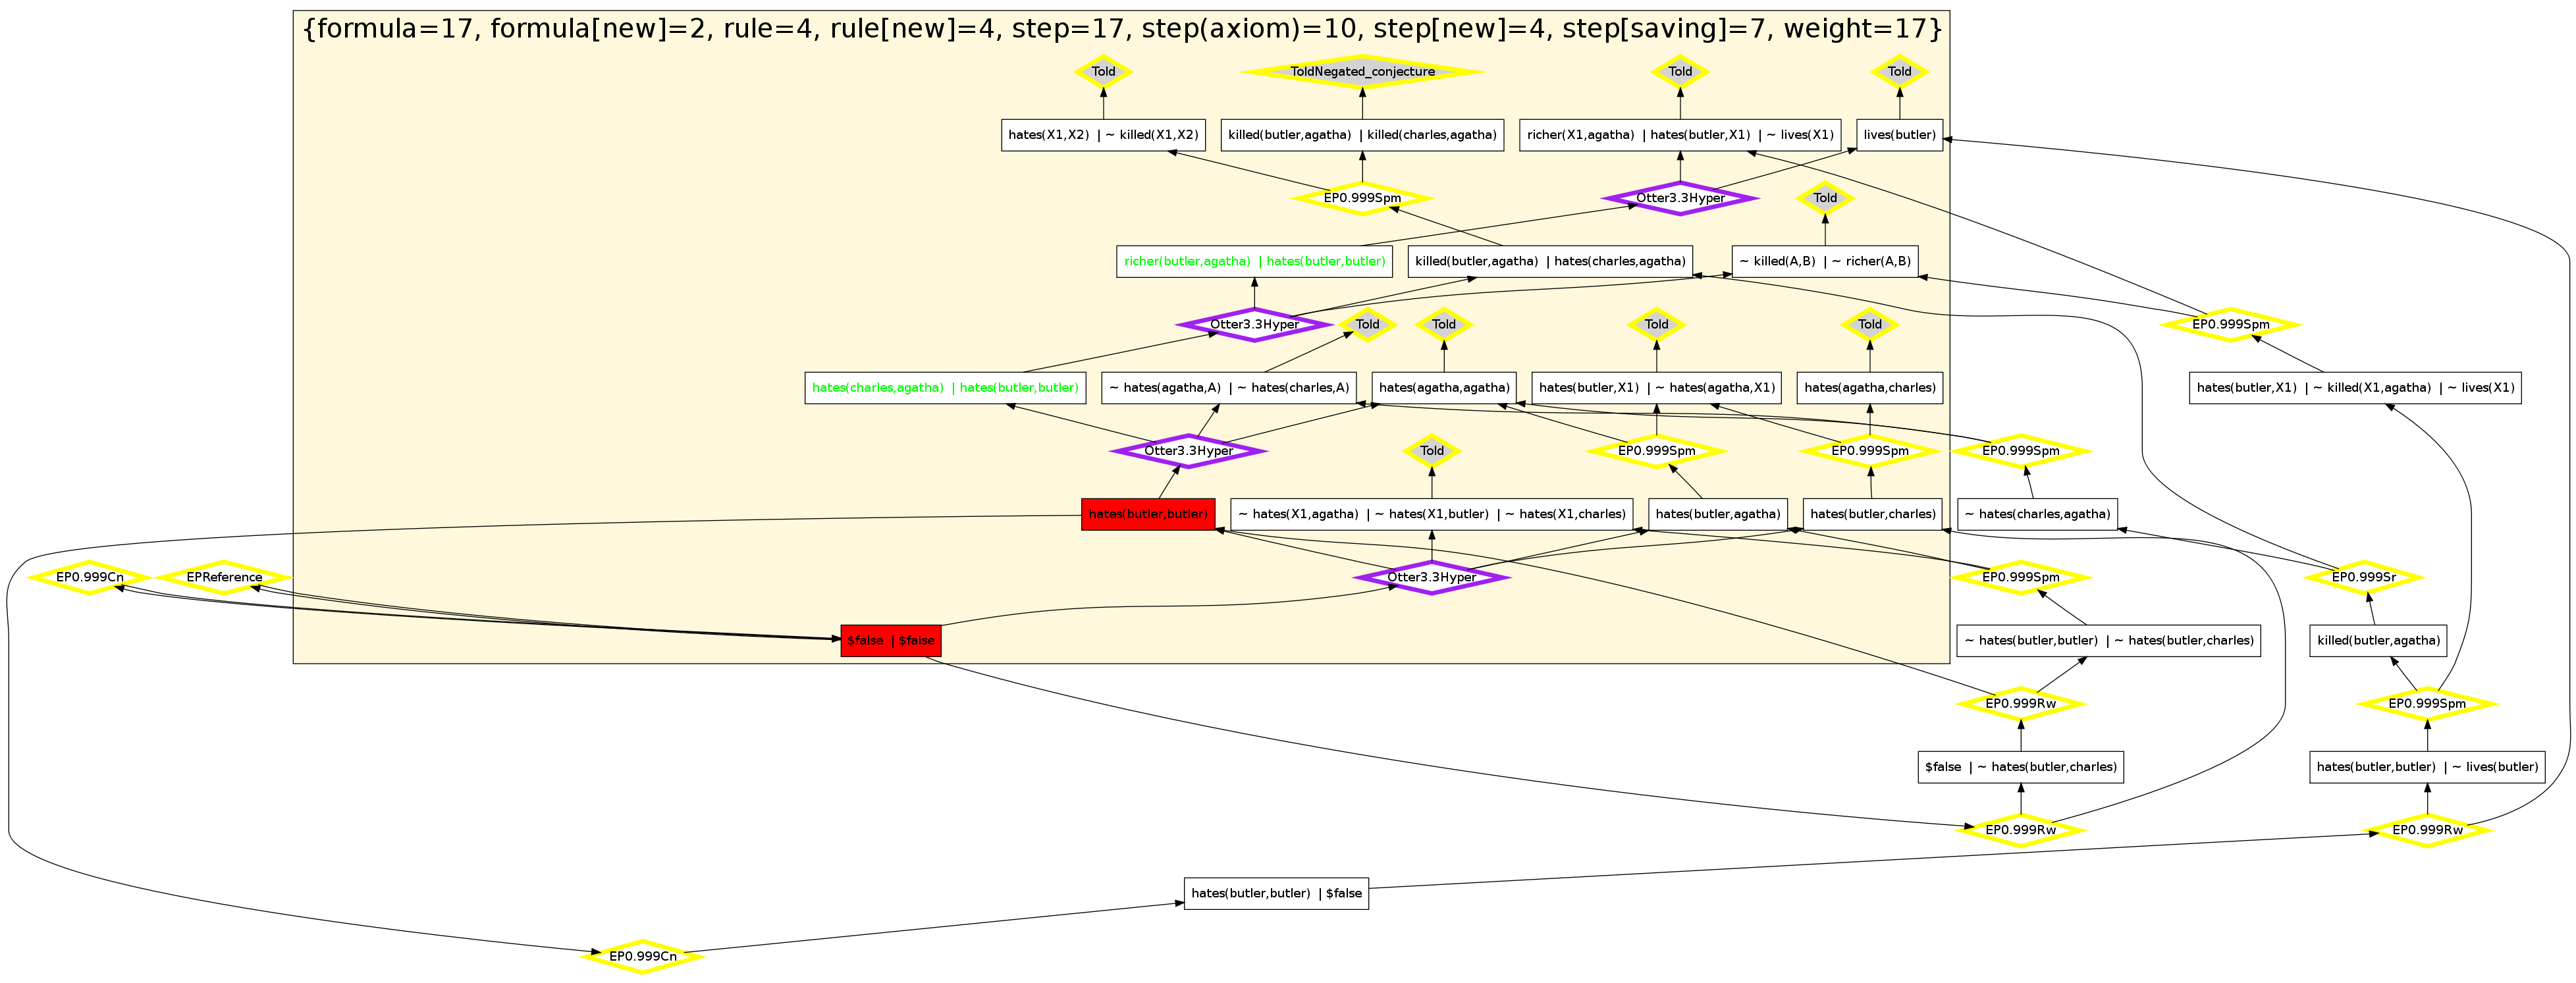 {formula=17, formula[new]=2, rule=4, rule[new]=4, step=17, step(axiom)=10, step[new]=4, step[saving]=7, weight=17}
Told
ToldNegated_conjecture
Told
Told
hates(X1,X2) | ~ killed(X1,X2)
killed(butler,agatha) | killed(charles,agatha)
richer(X1,agatha) | hates(butler,X1) | ~ lives(X1)
lives(butler)
EP0.999Spm
Otter3.3Hyper
Told
richer(butler,agatha) | hates(butler,butler)
killed(butler,agatha) | hates(charles,agatha)
~ killed(A,B) | ~ richer(A,B)
Otter3.3Hyper
Told
Told
Told
Told
EP0.999Spm
hates(charles,agatha) | hates(butler,butler)
~ hates(agatha,A) | ~ hates(charles,A)
hates(agatha,agatha)
hates(butler,X1) | ~ hates(agatha,X1)
hates(agatha,charles)
hates(butler,X1) | ~ killed(X1,agatha) | ~ lives(X1)
Otter3.3Hyper
Told
EP0.999Spm
EP0.999Spm
EP0.999Spm
hates(butler,butler)
~ hates(X1,agatha) | ~ hates(X1,butler) | ~ hates(X1,charles)
hates(butler,agatha)
hates(butler,charles)
~ hates(charles,agatha)
EP0.999Cn
EPReference
Otter3.3Hyper
EP0.999Spm
EP0.999Sr
$false | $false
~ hates(butler,butler) | ~ hates(butler,charles)
killed(butler,agatha)
EP0.999Rw
EP0.999Spm
$false | ~ hates(butler,charles)
hates(butler,butler) | ~ lives(butler)
EP0.999Rw
EP0.999Rw
hates(butler,butler) | $false
EP0.999Cn